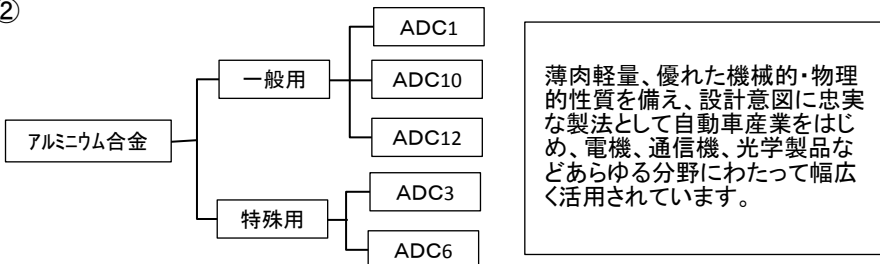 ②
ADC1
一般用
ADC10
ADC12
アルミニウム合金
ADC3
特殊用
ADC6
薄肉軽量、優れた機械的・物理
的性質を備え、設計意図に忠実
な製法として自動車産業をはじ
め、電機、通信機、光学製品な
どあらゆる分野にわたって幅広
く活用されています。